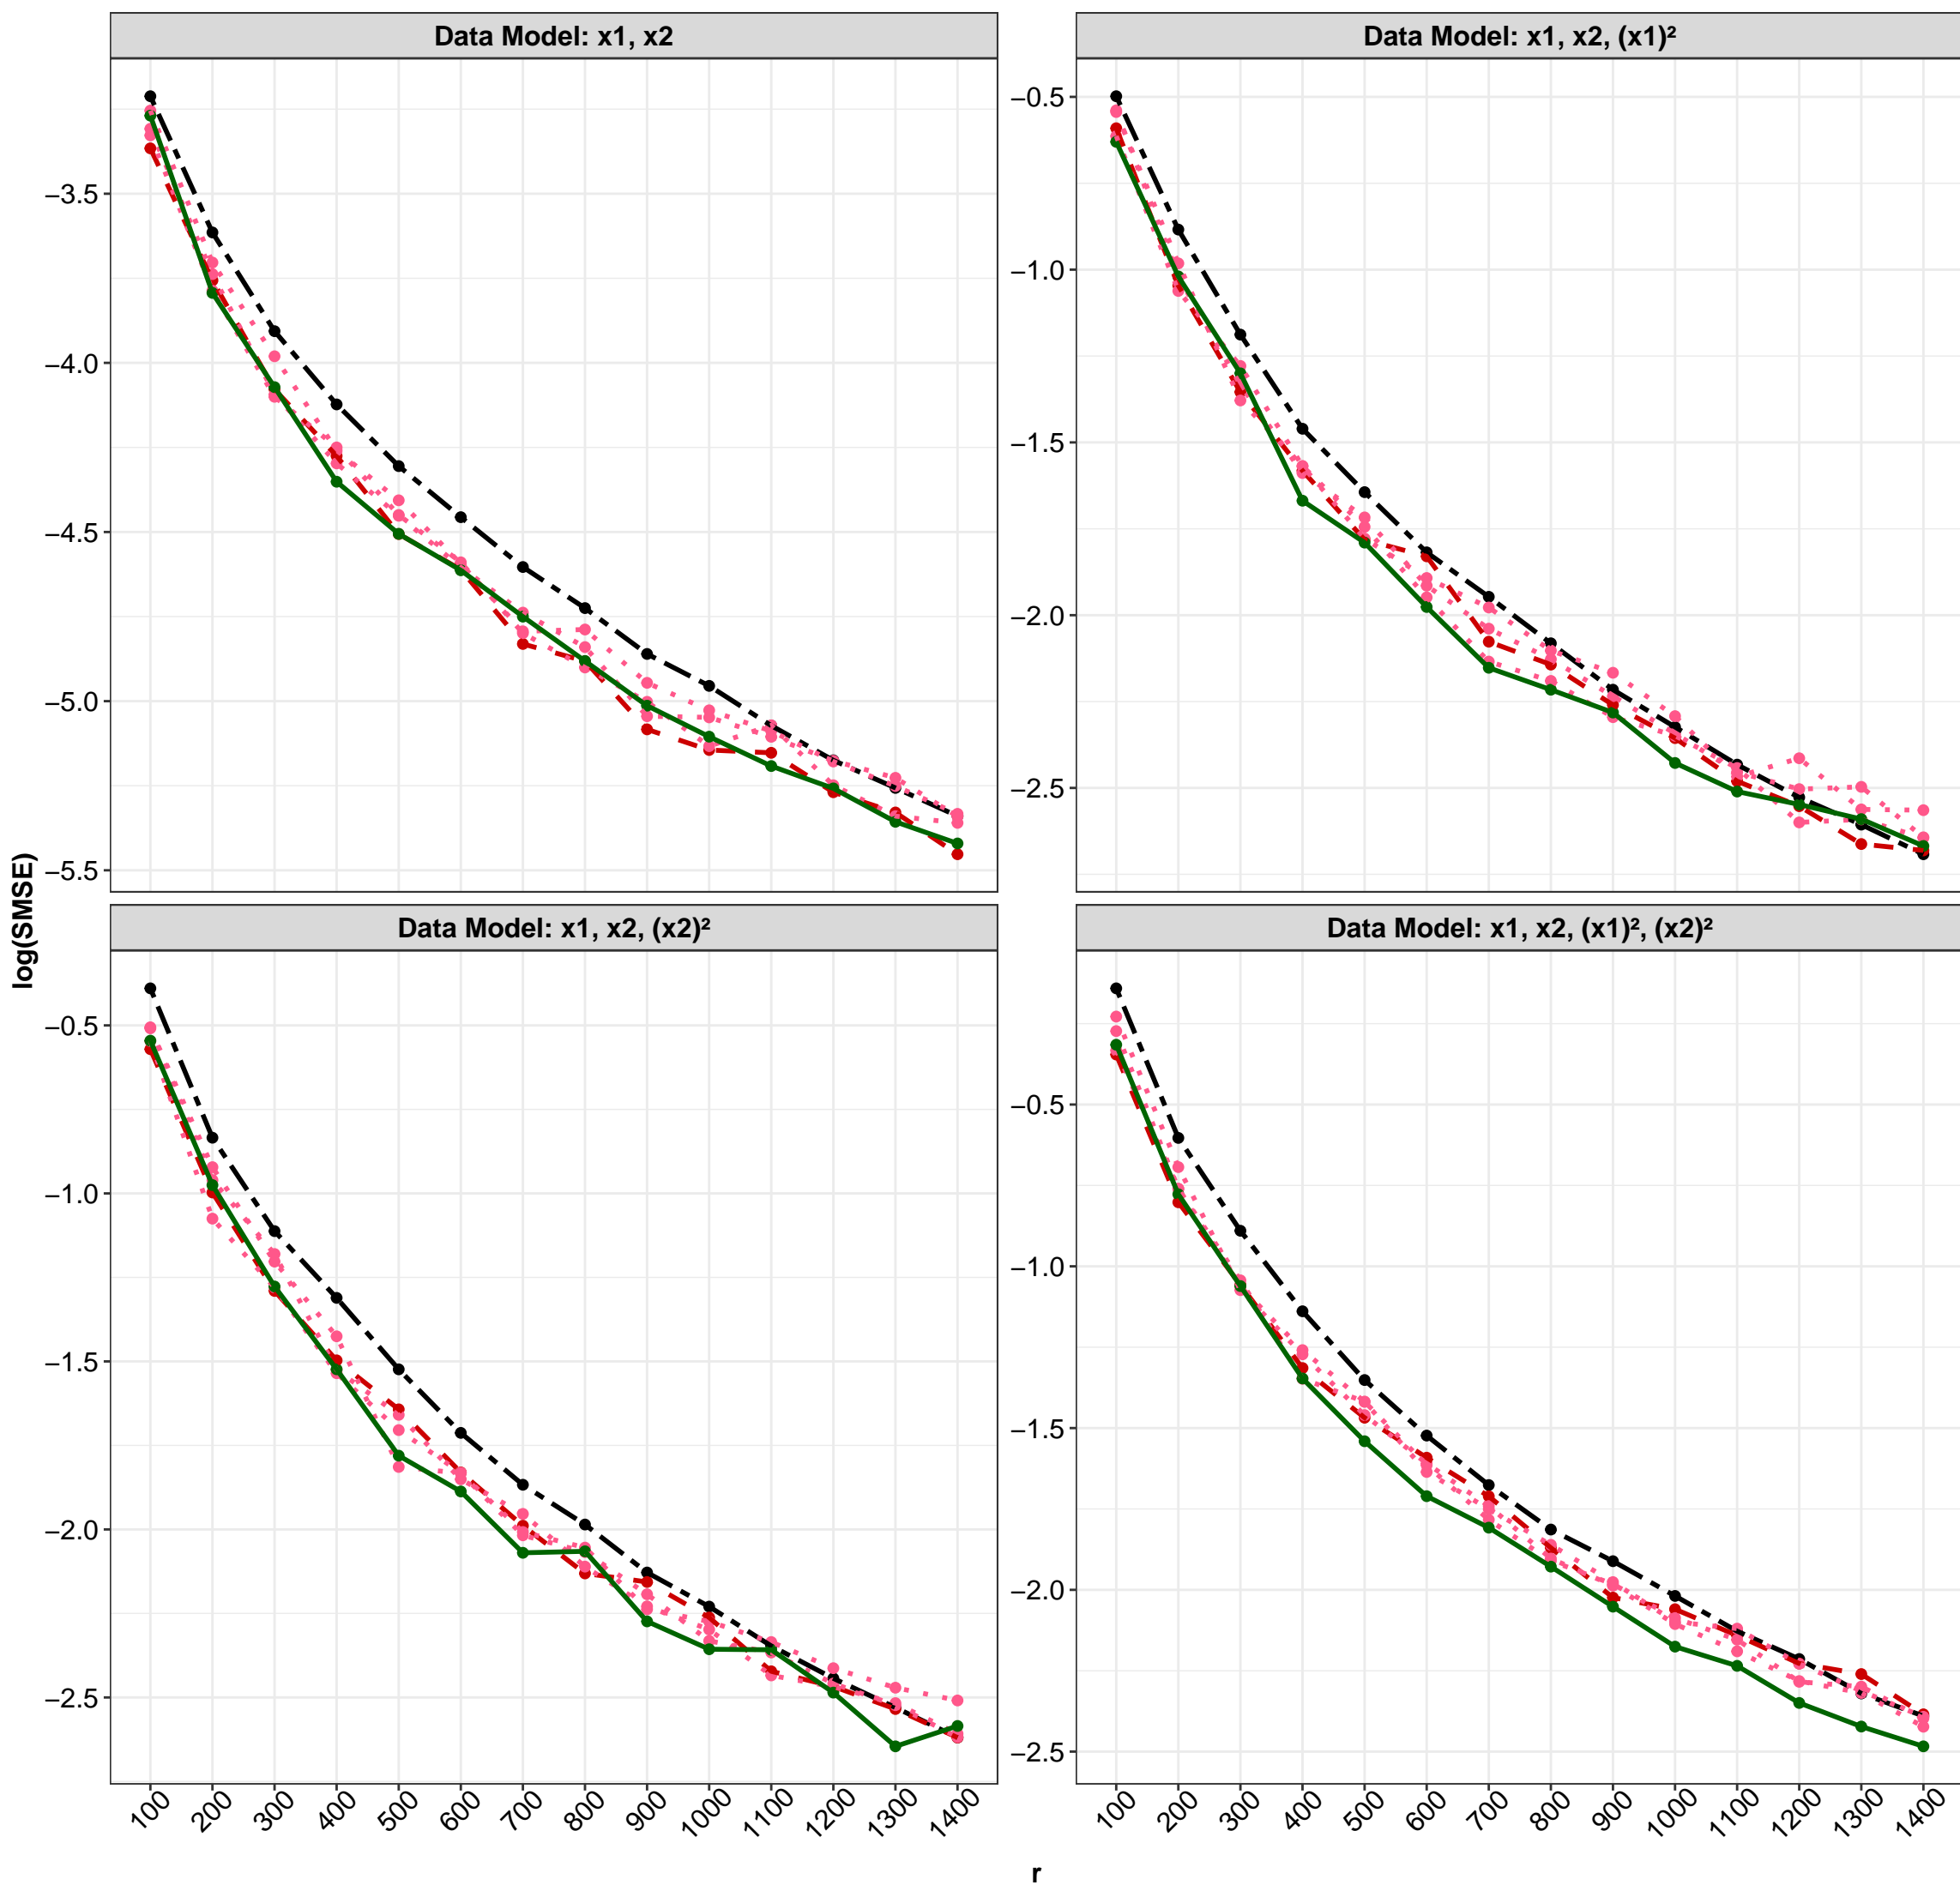 Data Model: x1, x2
Data Model: x1, x2, (x1)²
−3.5
−4.0
−4.5
−5.0
−5.5
−0.5
−1.0
−1.5
−2.0
−2.5
Data Model: x1, x2, (x2)²
Data Model: x1, x2, (x1)², (x2)²
log(SMSE)
−0.5
−1.0
−1.5
−2.0
−2.5
−0.5
−1.0
−1.5
−2.0
−2.5
100 200 300 400 500 600 700 800 900 1000 1100 1200 1300 1400
100 200 300 400 500 600 700 800 900 1000 1100 1200 1300 1400
r